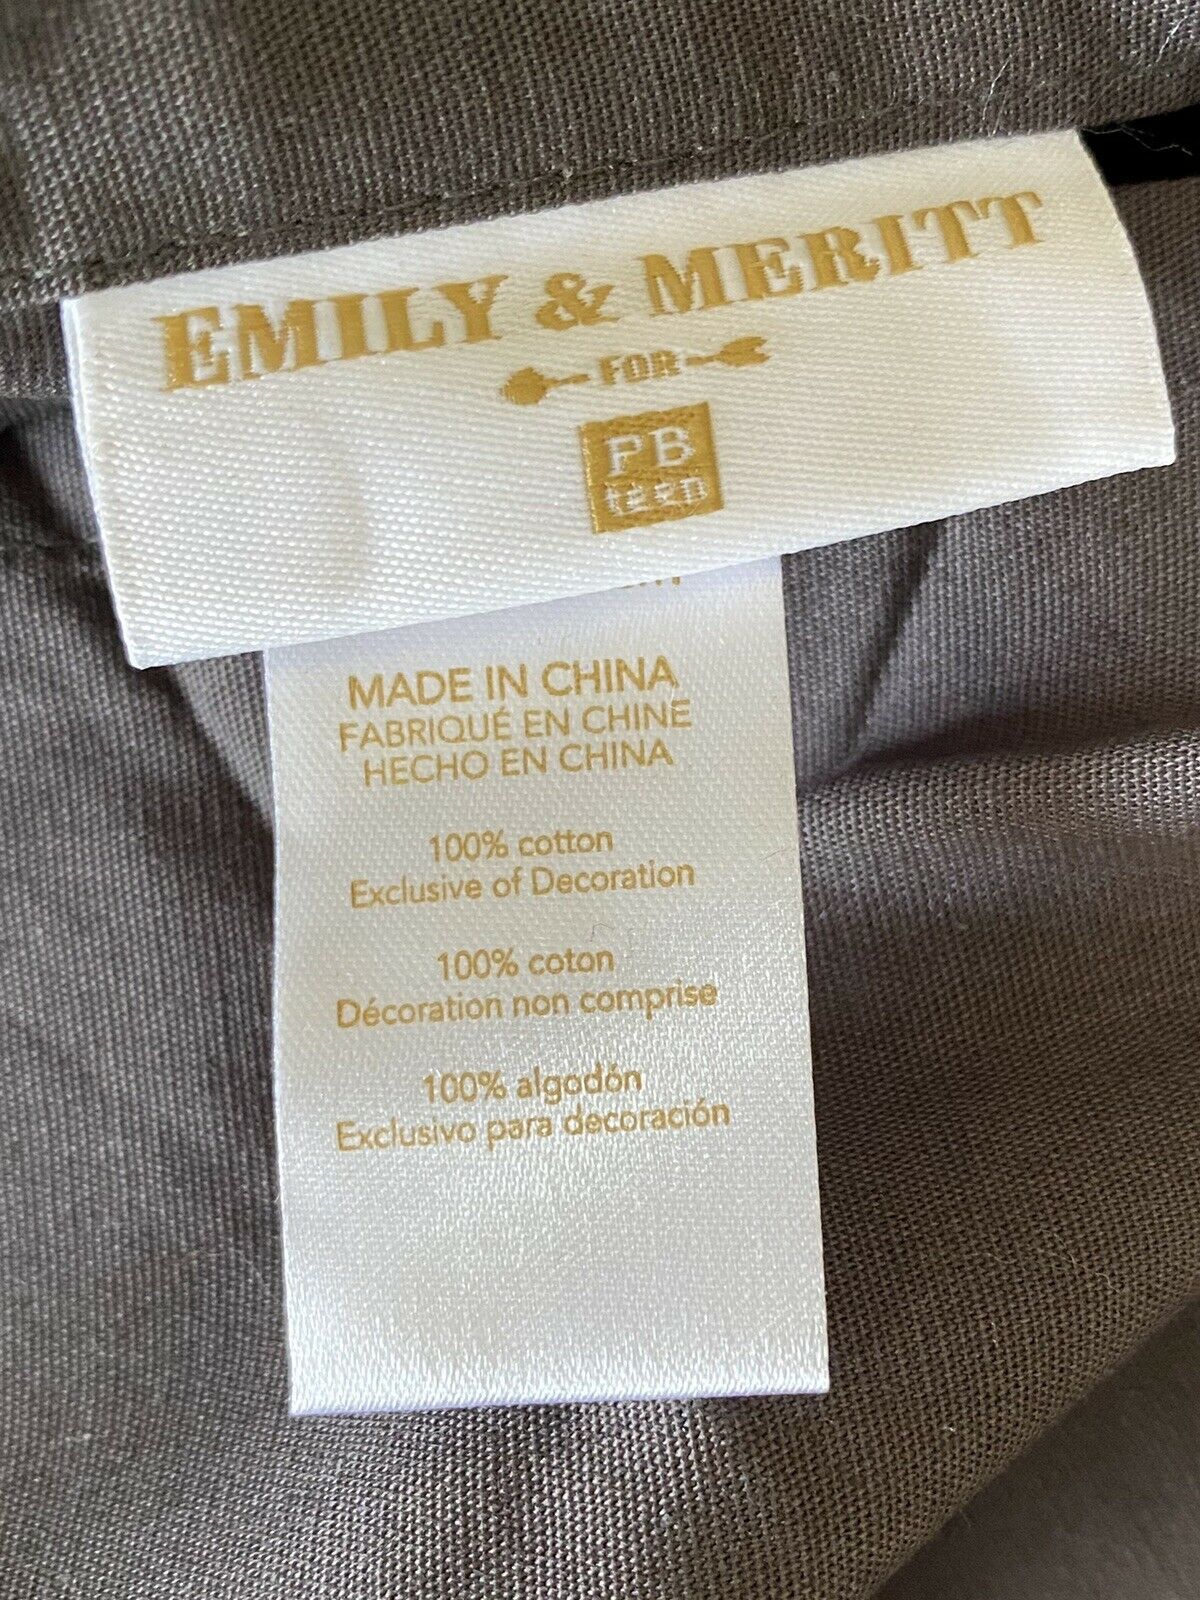 EMILY & MERITT
FOR
PB
teen
MADE IN CHINA
FABRIQUÉ EN CHINE
HECHO EN CHINA
100% cotton
Exclusive of Decoration
100% coton
Décoration non comprise
100% algodón
Exclusivo para decoración